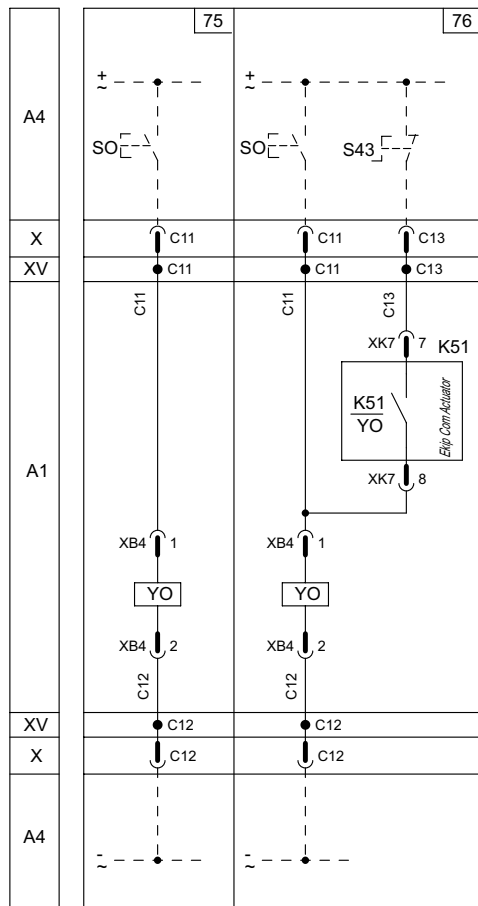 75
76
A4
+
~
+
~
SO
SO
S43
X
C11
C11
C13
XV
C11
C11
C13
C11
C11
C13
XK7
7
K51
K51
YO
Ekip Com Actuator
XK7
8
A1
XB4
1
XB4
1
YO
YO
XB4
2
XB4
2
C12
C12
XV
C12
C12
X
C12
C12
A4
-
~
-
~